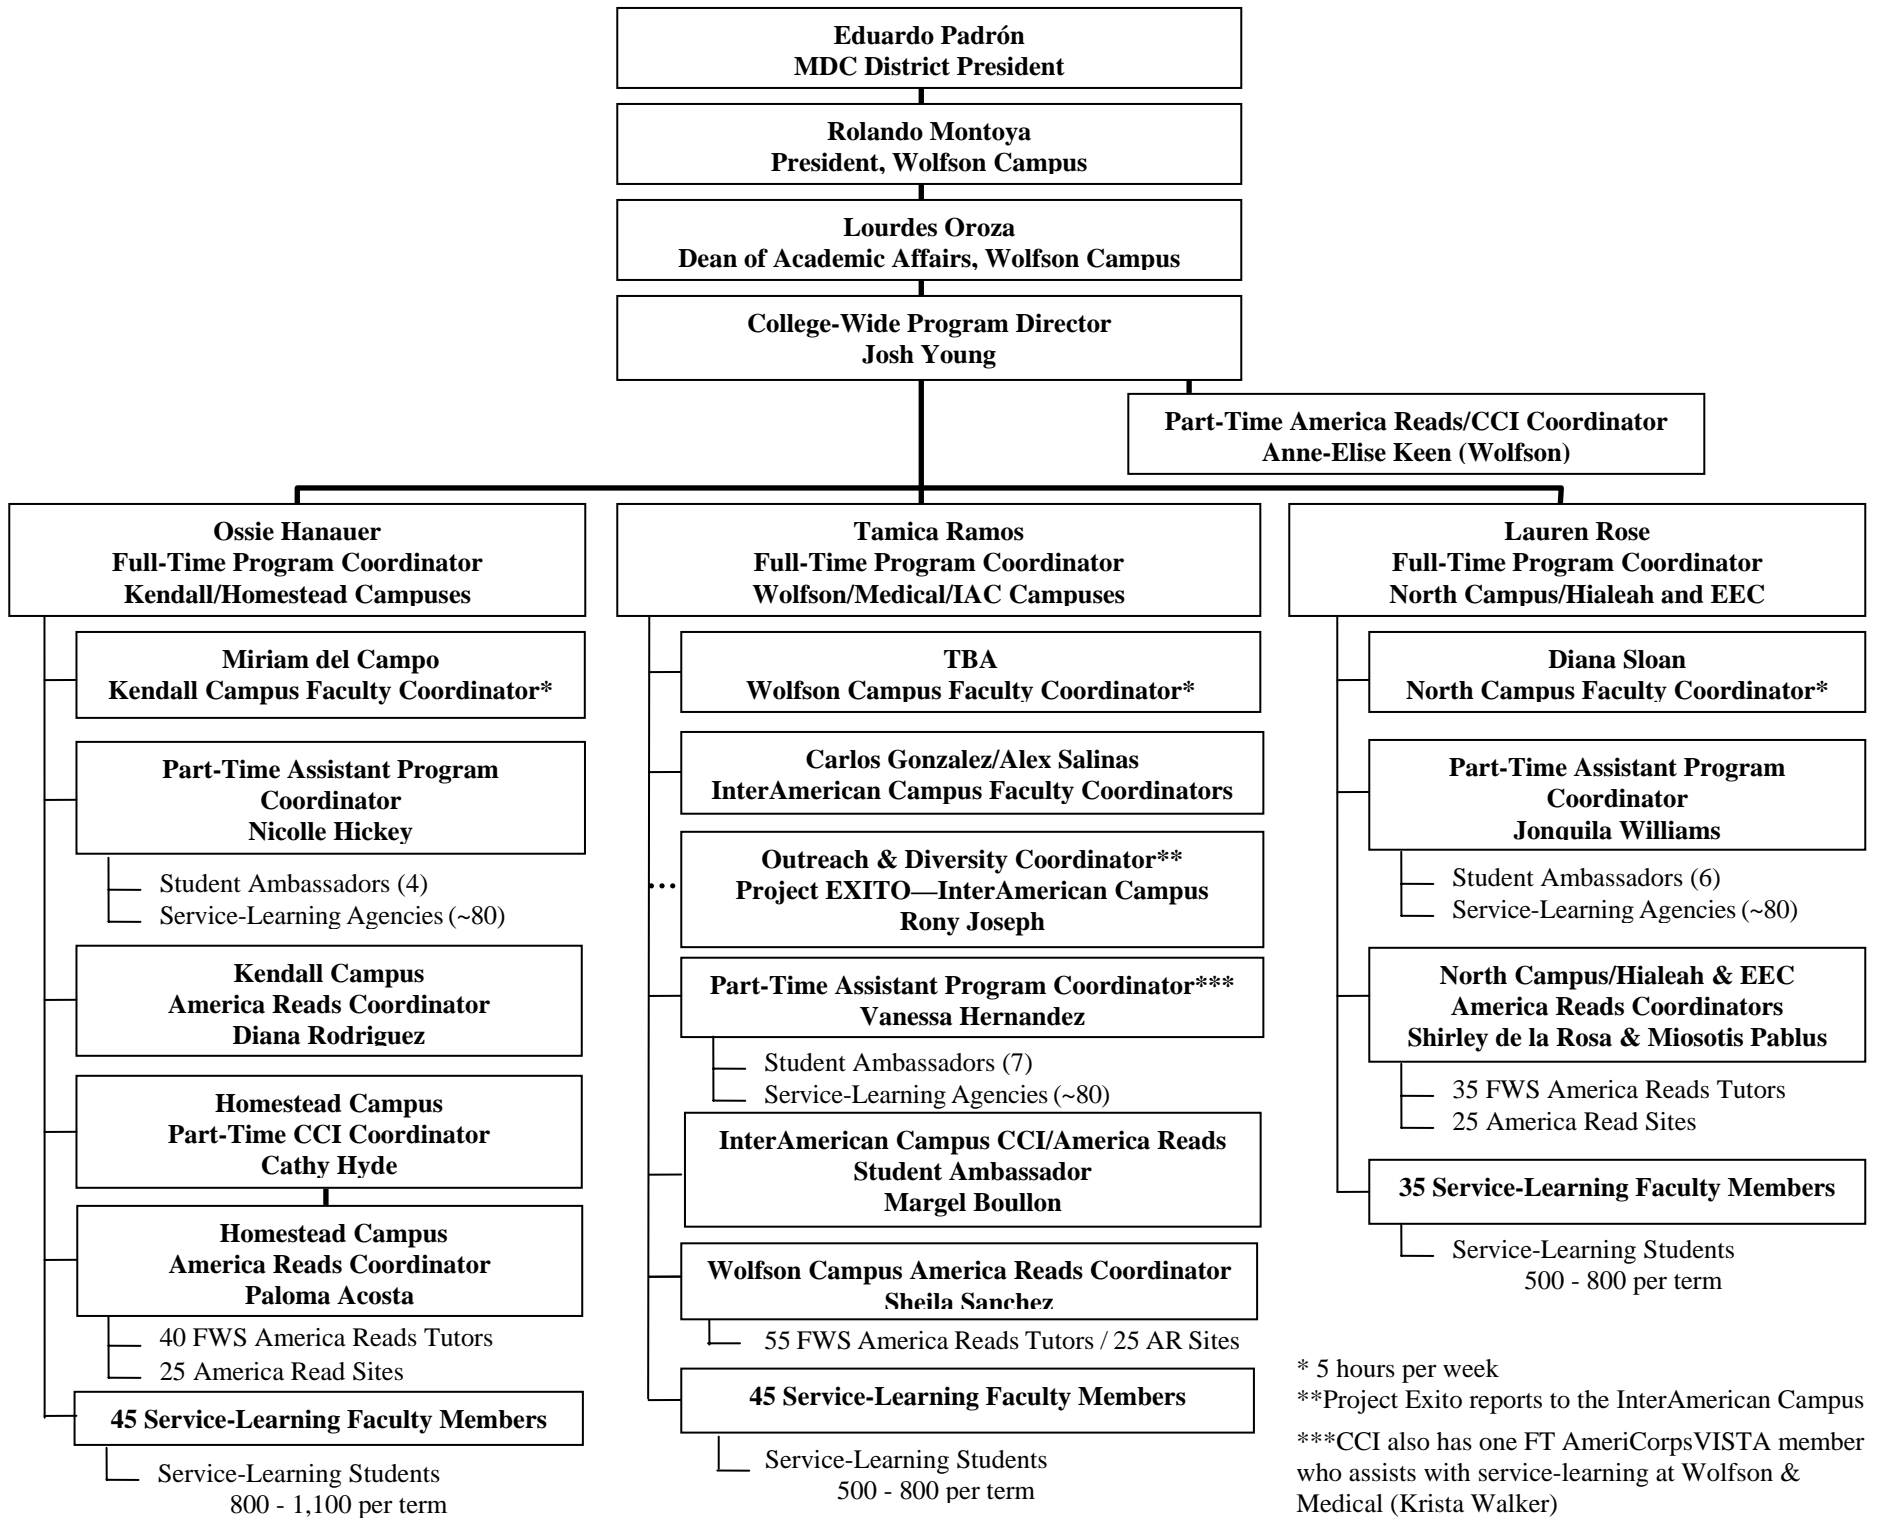 Eduardo Padrón
MDC District President
Rolando Montoya
President, Wolfson Campus
Lourdes Oroza
Dean of Academic Affairs, Wolfson Campus
College-Wide Program Director
Josh Young
Part-Time America Reads/CCI Coordinator
Anne-Elise Keen (Wolfson)
Ossie Hanauer
Full-Time Program Coordinator
Kendall/Homestead Campuses
Miriam del Campo
Kendall Campus Faculty Coordinator*
Part-Time Assistant Program
Coordinator
Nicolle Hickey
Student Ambassadors (4)
Service-Learning Agencies (~80)
Kendall Campus
America Reads Coordinator
Diana Rodriguez
Homestead Campus
Part-Time CCI Coordinator
Cathy Hyde
Homestead Campus
America Reads Coordinator
Paloma Acosta
40 FWS America Reads Tutors
25 America Read Sites
45 Service-Learning Faculty Members
Service-Learning Students
800 - 1,100 per term
Tamica Ramos
Full-Time Program Coordinator
Wolfson/Medical/IAC Campuses
TBA
Wolfson Campus Faculty Coordinator*
Carlos Gonzalez/Alex Salinas
InterAmerican Campus Faculty Coordinators
Outreach & Diversity Coordinator**
Project EXITO—InterAmerican Campus
Rony Joseph
Part-Time Assistant Program Coordinator***
Vanessa Hernandez
Student Ambassadors (7)
Service-Learning Agencies (~80)
InterAmerican Campus CCI/America Reads
Student Ambassador
Margel Boullon
Wolfson Campus America Reads Coordinator
Sheila Sanchez
55 FWS America Reads Tutors / 25 AR Sites
45 Service-Learning Faculty Members
Service-Learning Students
500 - 800 per term
Lauren Rose
Full-Time Program Coordinator
North Campus/Hialeah and EEC
Diana Sloan
North Campus Faculty Coordinator*
Part-Time Assistant Program
Coordinator
Jonquila Williams
Student Ambassadors (6)
Service-Learning Agencies (~80)
North Campus/Hialeah & EEC
America Reads Coordinators
Shirley de la Rosa & Miosotis Pablus
35 FWS America Reads Tutors
25 America Read Sites
35 Service-Learning Faculty Members
Service-Learning Students
500 - 800 per term
* 5 hours per week
**Project Exito reports to the InterAmerican Campus
***CCI also has one FT AmeriCorpsVISTA member
who assists with service-learning at Wolfson &
Medical (Krista Walker)